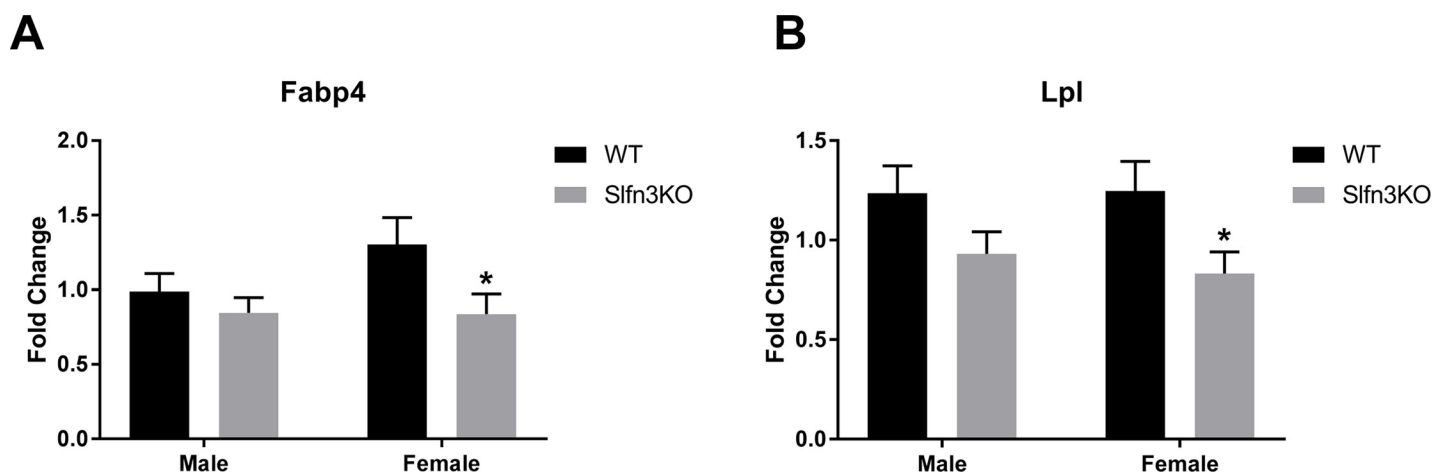 A
B
Fabp4
2.0
1.5
1.0
0.5
0.0
Fold Change
*
Male
Female
WT
Slfn3KO
Lpl
1.5
1.0
0.5
0.0
Fold Change
*
Male
Female
WT
Slfn3KO